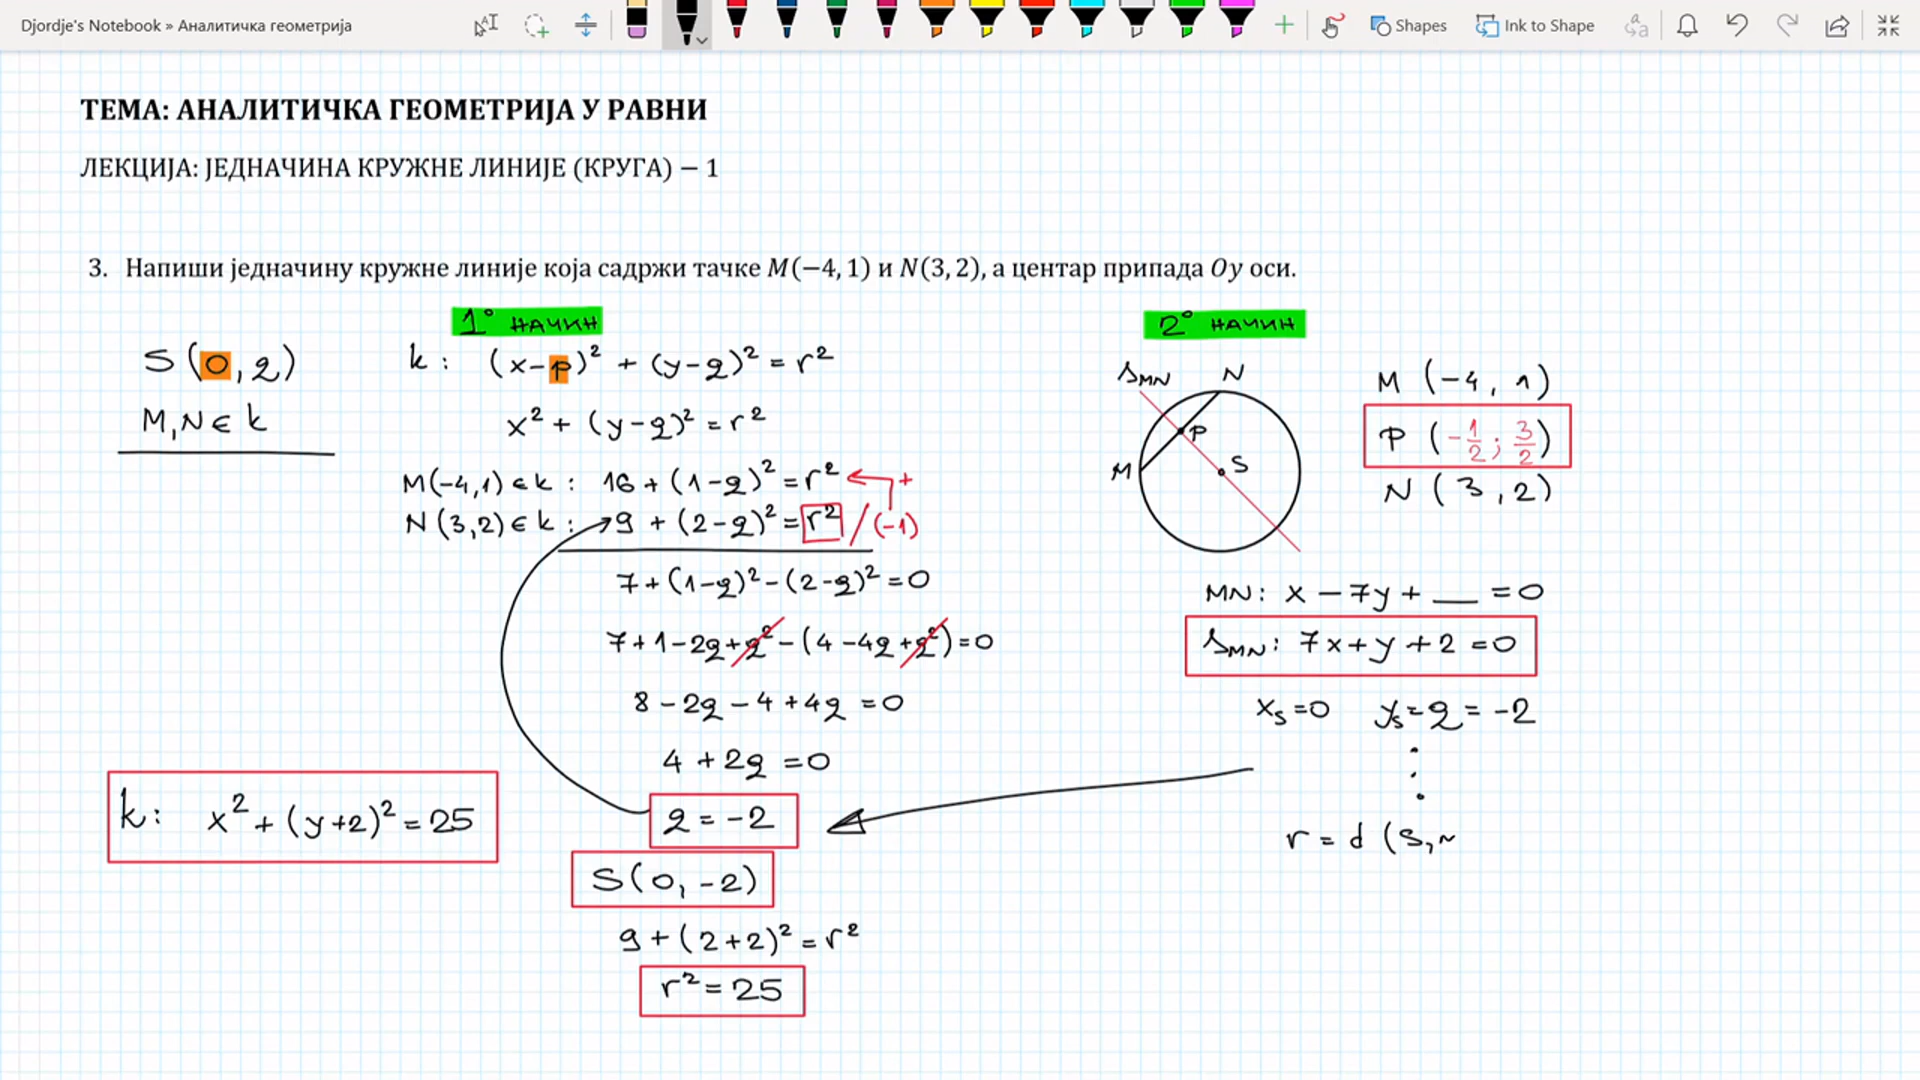 Djordje's Notebook » Аналитичка геометрија
Shapes
Ink to Shape
ТЕМА: АНАЛИТИЧКА ГЕОМЕТРИЈА У РАВНИ
ЛЕКЦИЈА: ЈЕДНАЧИНА КРУЖНЕ ЛИНИЈЕ (КРУГА) – 1
3. Напиши једначину кружне линије која садржи тачке M(−4, 1) и N(3, 2), а центар припада Oy оси.
1° НАЧИН
S(0, q)
M, N ∈ k
k: (x−p)² + (y−q)² = r²
x² + (y−q)² = r²
M(−4,1) ∈ k: 16 + (1−q)² = r² +
N(3,2) ∈ k: 9 + (2−q)² = r² /(−1)
7 + (1−q)² − (2−q)² = 0
7 + 1 − 2q + q² − (4 − 4q + q²) = 0
8 − 2q − 4 + 4q = 0
4 + 2q = 0
q = −2
S(0, −2)
9 + (2+2)² = r²
r² = 25
k: x² + (y+2)² = 25
2° НАЧИН
s_MN N
P
M S
M (−4, 1)
P (−1/2; 3/2)
N (3, 2)
MN: x − 7y + __ = 0
s_MN: 7x + y + 2 = 0
x_S = 0 y_S = q = −2
⋮
r = d (S,